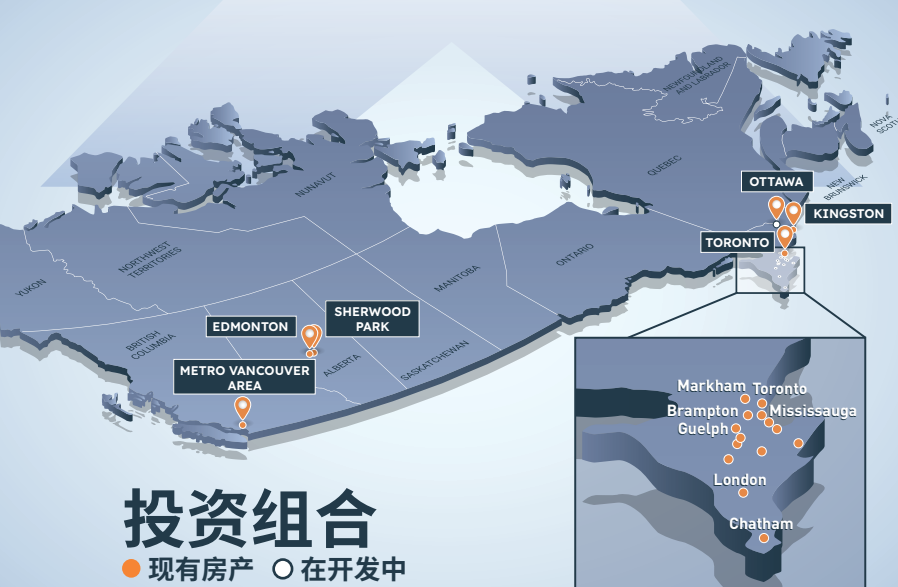 NEWFOUNDLAND
AND LABRADOR
NOVA
SCOTI
QUEBEC
NEW
BRUNSWICK
NUNAVUT
OTTAWA
KINGSTON
TORONTO
ONTARIO
NORTHWEST
TERRITORIES
YUKON
MANITOBA
SHERWOOD
PARK
EDMONTON
BRITISH
COLUMBIA
ALBERTA
SASKATCHEWAN
METRO VANCOUVER
AREA
Markham
Toronto
Brampton
Mississauga
Guelph
London
Chatham
投资组合
现有房产
在开发中